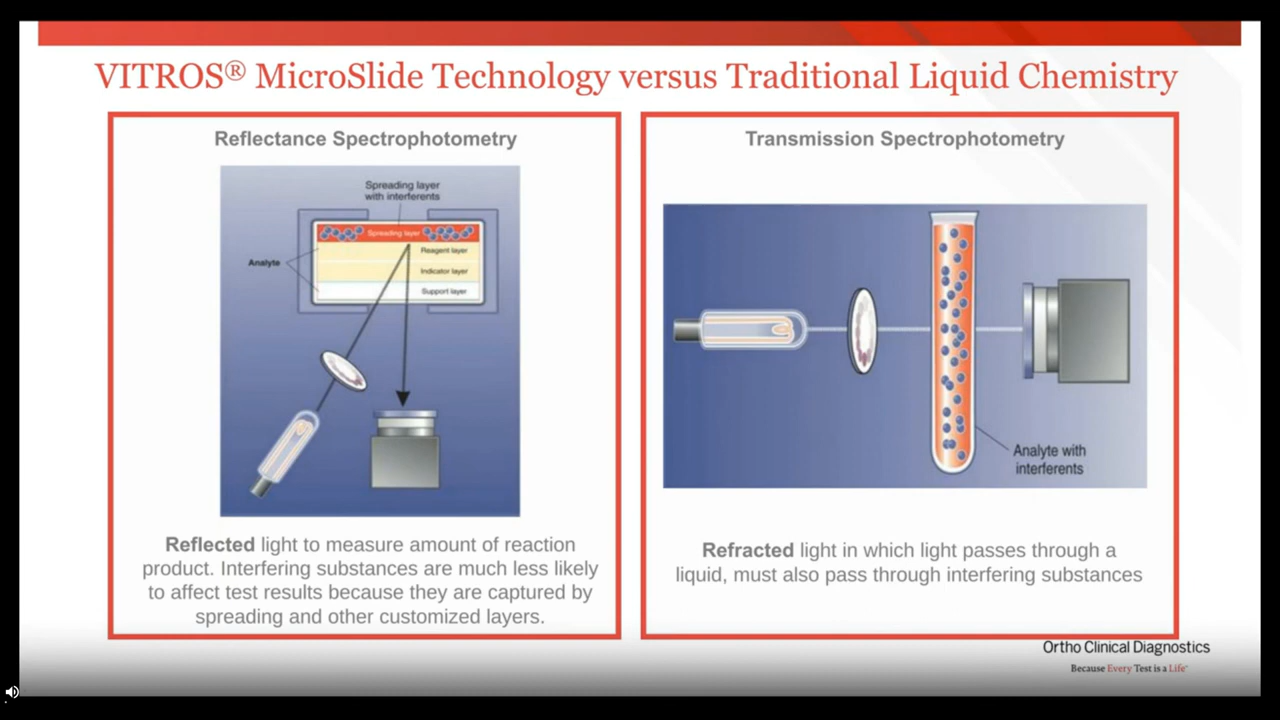 VITROS® MicroSlide Technology versus Traditional Liquid Chemistry
Reflectance Spectrophotometry
Spreading layer
with interferents
Spreading layer
Reagent layer
Analyte
Indicator layer
Support layer
Reflected light to measure amount of reaction
product. Interfering substances are much less likely
to affect test results because they are captured by
spreading and other customized layers.
Transmission Spectrophotometry
Analyte with
interferents
Refracted light in which light passes through a
liquid, must also pass through interfering substances
Ortho Clinical Diagnostics
Because Every Test is a Life™